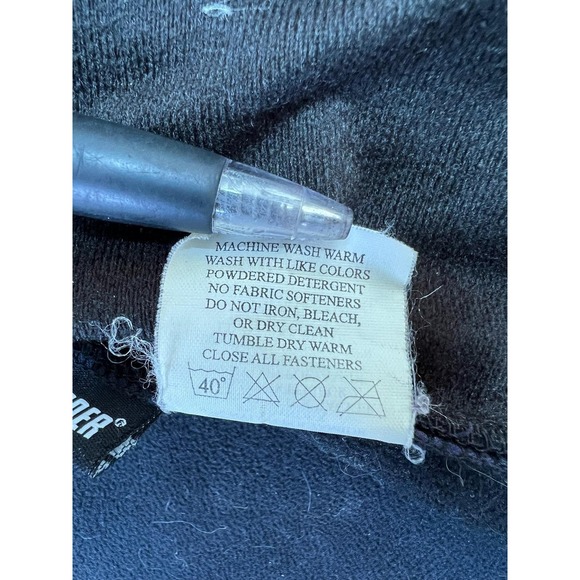 MACHINE WASH WARM
WASH WITH LIKE COLORS
POWDERED DETERGENT
NO FABRIC SOFTENERS
DO NOT IRON, BLEACH,
OR DRY CLEAN
TUMBLE DRY WARM
CLOSE ALL FASTENERS
40°